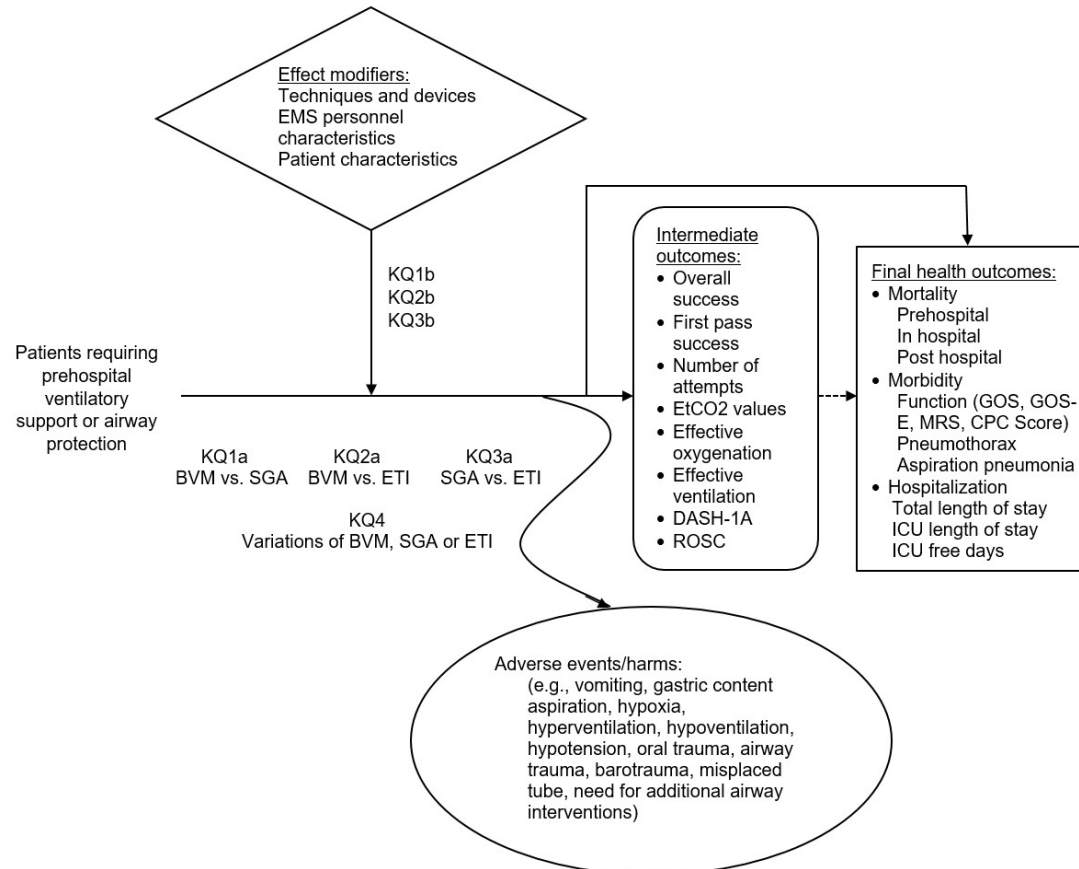 Effect modifiers:
Techniques and devices
EMS personnel
characteristics
Patient characteristics
KQ1b
KQ2b
KQ3b
Patients requiring
prehospital
ventilatory
support or airway
protection
KQ1a
BVM vs. SGA
KQ2a
BVM vs. ETI
KQ3a
SGA vs. ETI
KQ4
Variations of BVM, SGA or ETI
Intermediate
outcomes:
• Overall
success
• First pass
success
• Number of
attempts
• EtCO2 values
• Effective
oxygenation
• Effective
ventilation
• DASH-1A
• ROSC
Final health outcomes:
• Mortality
Prehospital
In hospital
Post hospital
• Morbidity
Function (GOS, GOS-
E, MRS, CPC Score)
Pneumothorax
Aspiration pneumonia
• Hospitalization
Total length of stay
ICU length of stay
ICU free days
Adverse events/harms:
(e.g., vomiting, gastric content
aspiration, hypoxia,
hyperventilation, hypoventilation,
hypotension, oral trauma, airway
trauma, barotrauma, misplaced
tube, need for additional airway
interventions)